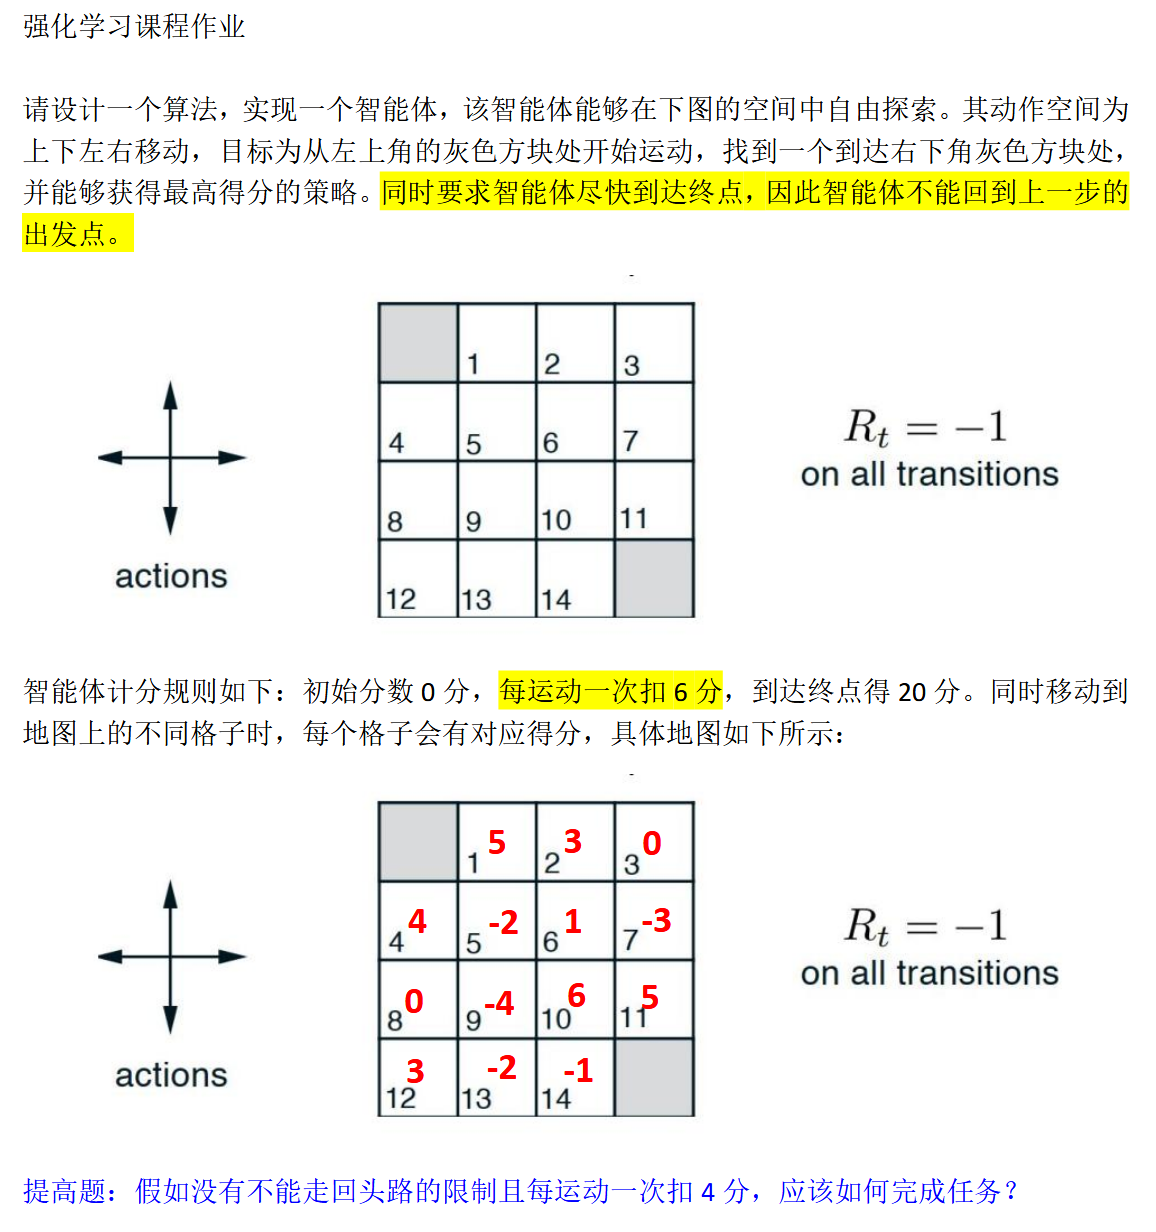 强化学习课程作业
请设计一个算法，实现一个智能体，该智能体能够在下图的空间中自由探索。其动作空间为
上下左右移动，目标为从左上角的灰色方块处开始运动，找到一个到达右下角灰色方块处，
并能够获得最高得分的策略。同时要求智能体尽快到达终点，因此智能体不能回到上一步的
出发点。
1 2 3
4 5 6 7
8 9 10 11
12 13 14
actions
R_t = -1
on all transitions
智能体计分规则如下：初始分数 0 分，每运动一次扣 6 分，到达终点得 20 分。同时移动到
地图上的不同格子时，每个格子会有对应得分，具体地图如下所示：
5 3 0
1 2 3
4 -2 1 -3
4 5 6 7
0 -4 6 5
8 9 10 11
3 -2 -1
12 13 14
actions
R_t = -1
on all transitions
提高题：假如没有不能走回头路的限制且每运动一次扣 4 分，应该如何完成任务？